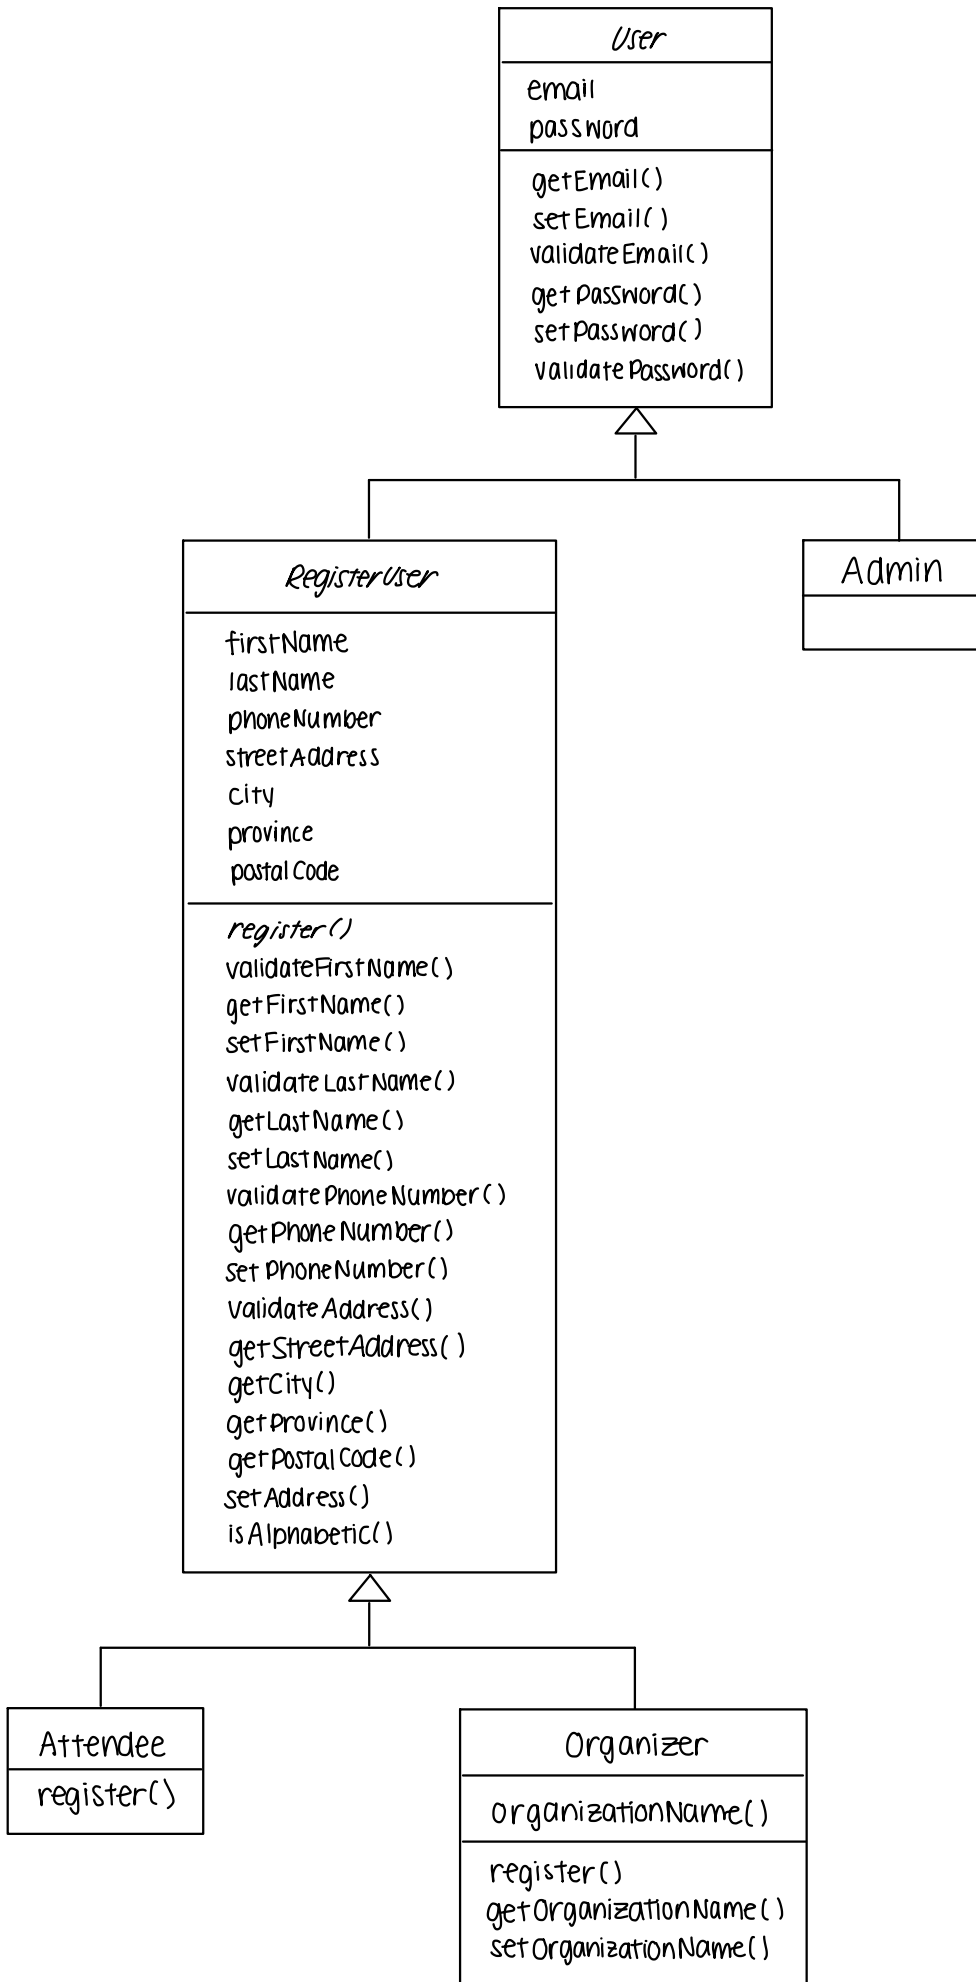 User
email
password
getEmail()
setEmail()
validateEmail()
getPassword()
setPassword()
validatePassword()
RegisterUser
firstName
lastName
phoneNumber
streetAddress
city
province
postalCode
register()
validateFirstName()
getFirstName()
setFirstName()
validateLastName()
getLastName()
setLastName()
validatePhoneNumber()
getPhoneNumber()
setPhoneNumber()
validateAddress()
getStreetAddress()
getCity()
getProvince()
getPostalCode()
setAddress()
isAlphabetic()
Admin
Attendee
register()
Organizer
organizationName()
register()
getOrganizationName()
setOrganizationName()